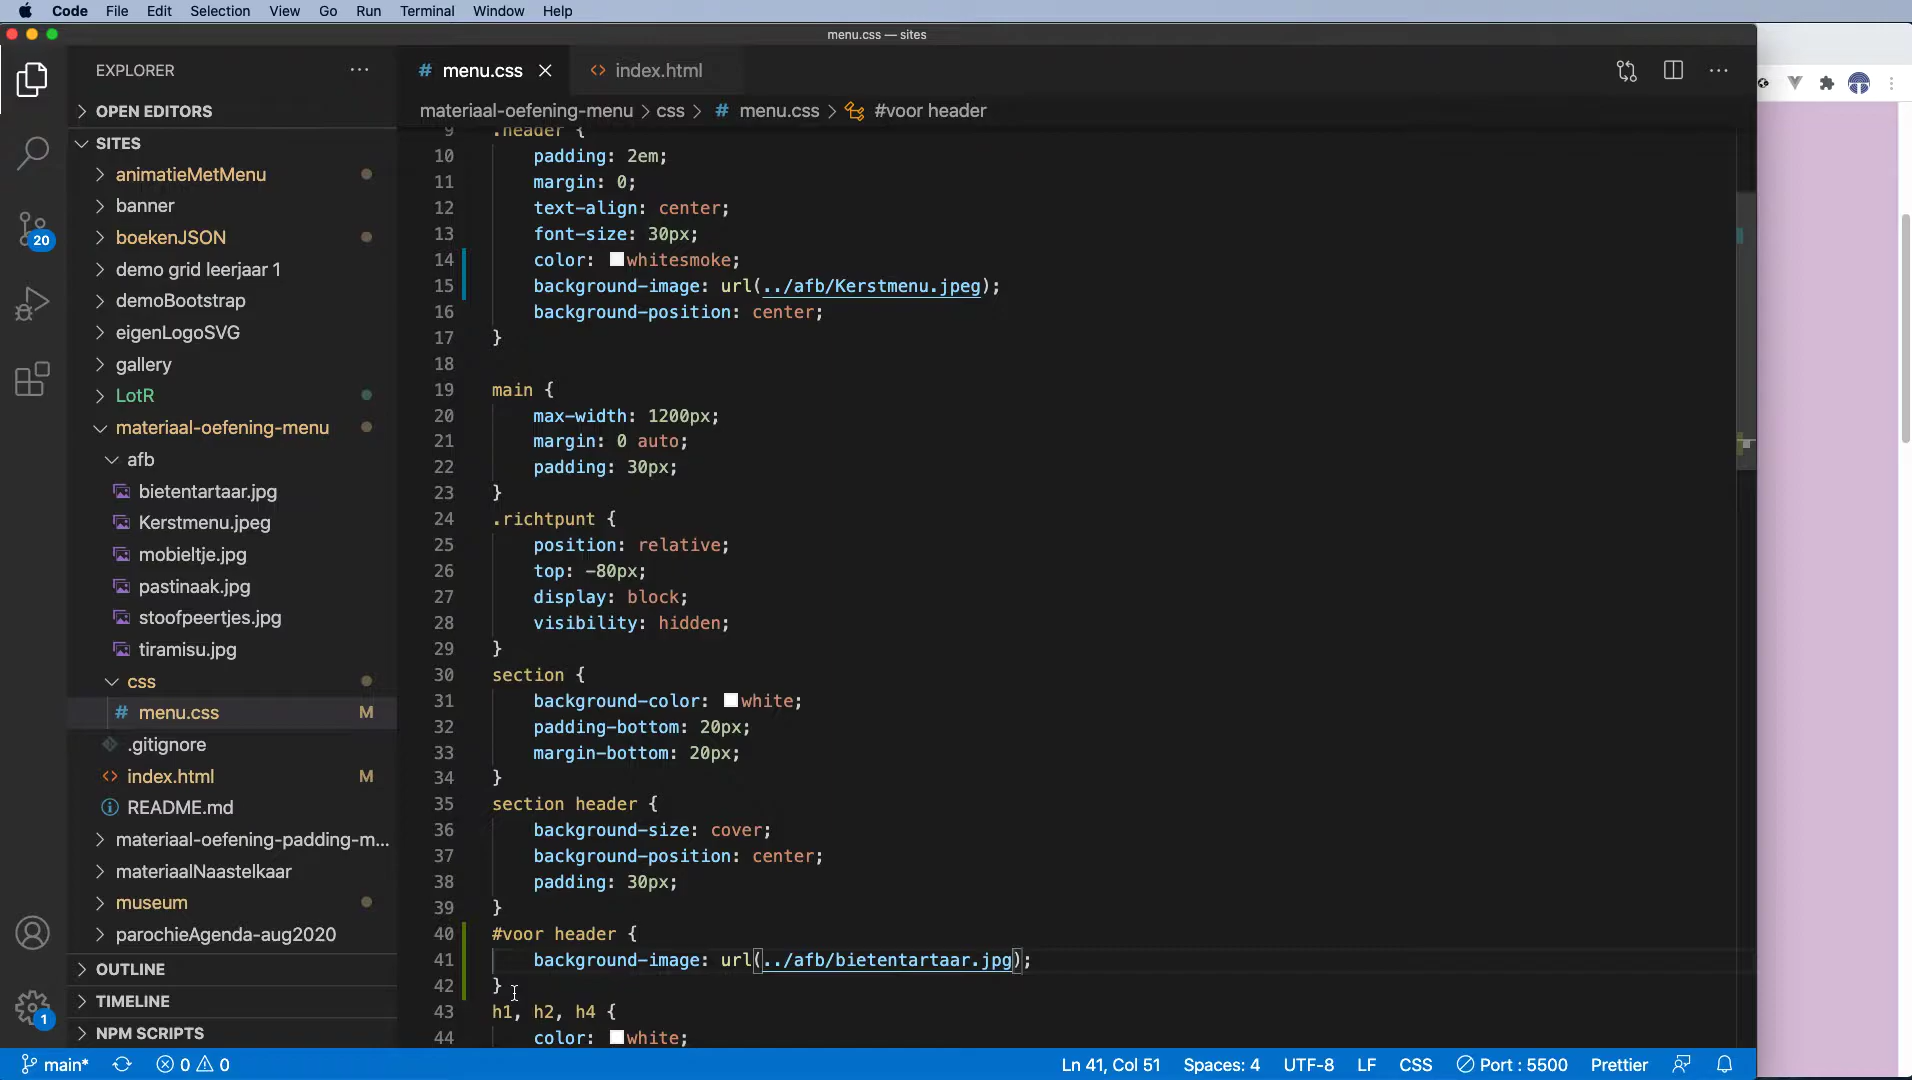 Code File Edit Selection View Go Run Terminal Window Help
menu.css — sites
EXPLORER
OPEN EDITORS
SITES
animatieMetMenu
banner
boekenJSON
demo grid leerjaar 1
demoBootstrap
eigenLogoSVG
gallery
LotR
materiaal-oefening-menu
afb
bietentartaar.jpg
Kerstmenu.jpeg
mobieltje.jpg
pastinaak.jpg
stoofpeertjes.jpg
tiramisu.jpg
css
# menu.css M
.gitignore
<> index.html M
README.md
materiaal-oefening-padding-m...
materiaalNaastelkaar
museum
parochieAgenda-aug2020
OUTLINE
TIMELINE
NPM SCRIPTS
20
1
# menu.css <> index.html
materiaal-oefening-menu > css > # menu.css > #voor header
9 .header {
10 padding: 2em;
11 margin: 0;
12 text-align: center;
13 font-size: 30px;
14 color: whitesmoke;
15 background-image: url(../afb/Kerstmenu.jpeg);
16 background-position: center;
17 }
18
19 main {
20 max-width: 1200px;
21 margin: 0 auto;
22 padding: 30px;
23 }
24 .richtpunt {
25 position: relative;
26 top: -80px;
27 display: block;
28 visibility: hidden;
29 }
30 section {
31 background-color: white;
32 padding-bottom: 20px;
33 margin-bottom: 20px;
34 }
35 section header {
36 background-size: cover;
37 background-position: center;
38 padding: 30px;
39 }
40 #voor header {
41 background-image: url(../afb/bietentartaar.jpg);
42 }
43 h1, h2, h4 {
44 color: white;
main* 0 0 Ln 41, Col 51 Spaces: 4 UTF-8 LF CSS Port : 5500 Prettier